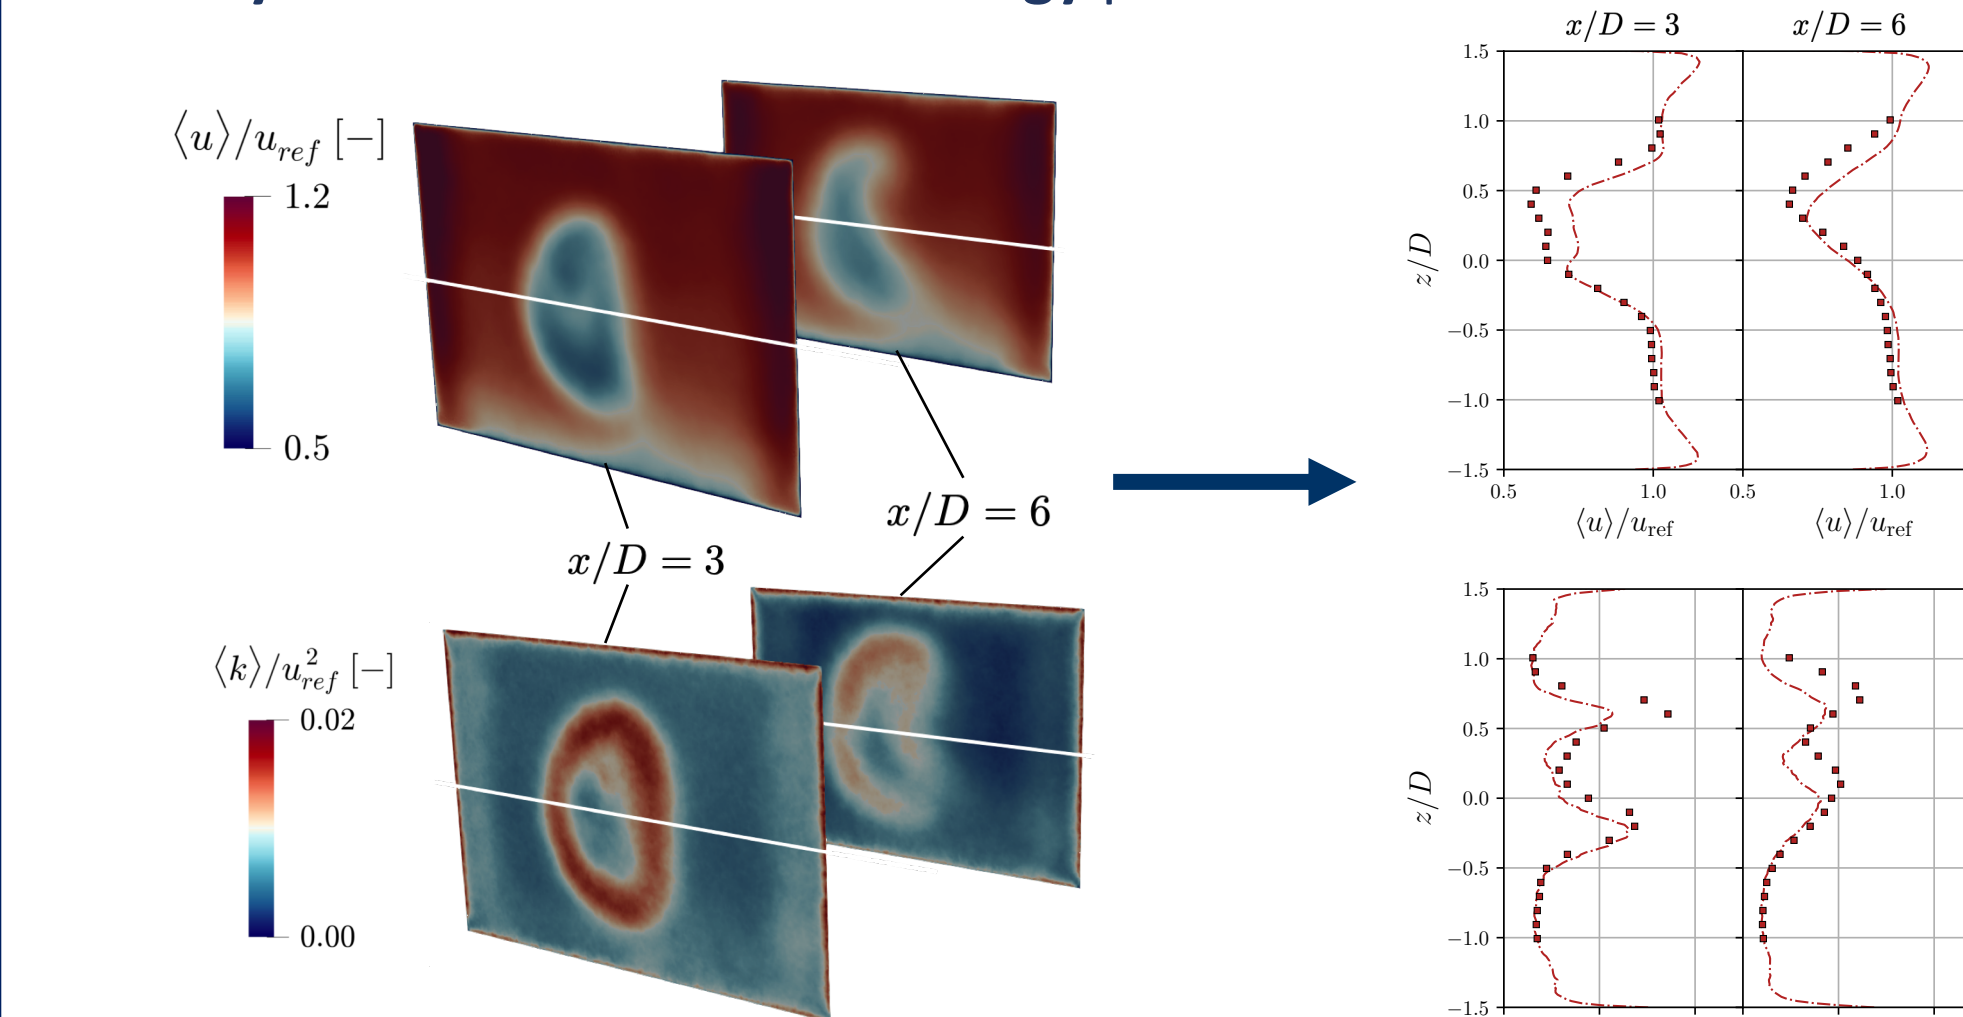 ⟨u⟩/u_ref [−]
1.2
0.5
x/D = 3
x/D = 6
⟨k⟩/u²_ref [−]
0.02
0.00
x/D = 3
x/D = 6
1.5
1.0
0.5
0.0
−0.5
−1.0
−1.5
z/D
0.5
1.0
0.5
1.0
⟨u⟩/u_ref
⟨u⟩/u_ref
1.5
1.0
0.5
0.0
−0.5
−1.0
−1.5
z/D